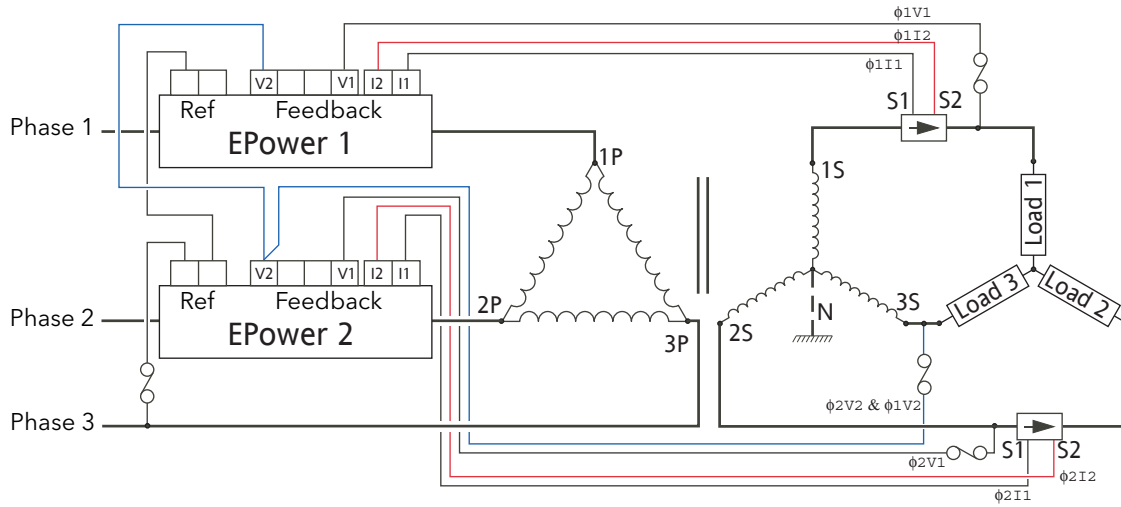 ϕ1V1
ϕ1I2
ϕ1I1
V2 V1 I2 I1
Ref Feedback
EPower 1
Phase 1
S1 S2
1P
1S
Load 1
V2 V1 I2 I1
Ref Feedback
EPower 2
Phase 2
2P
3P
2S
N
3S
Load 3
Load 2
ϕ2V2 & ϕ1V2
Phase 3
S1 S2
ϕ2V1
ϕ2I2
ϕ2I1